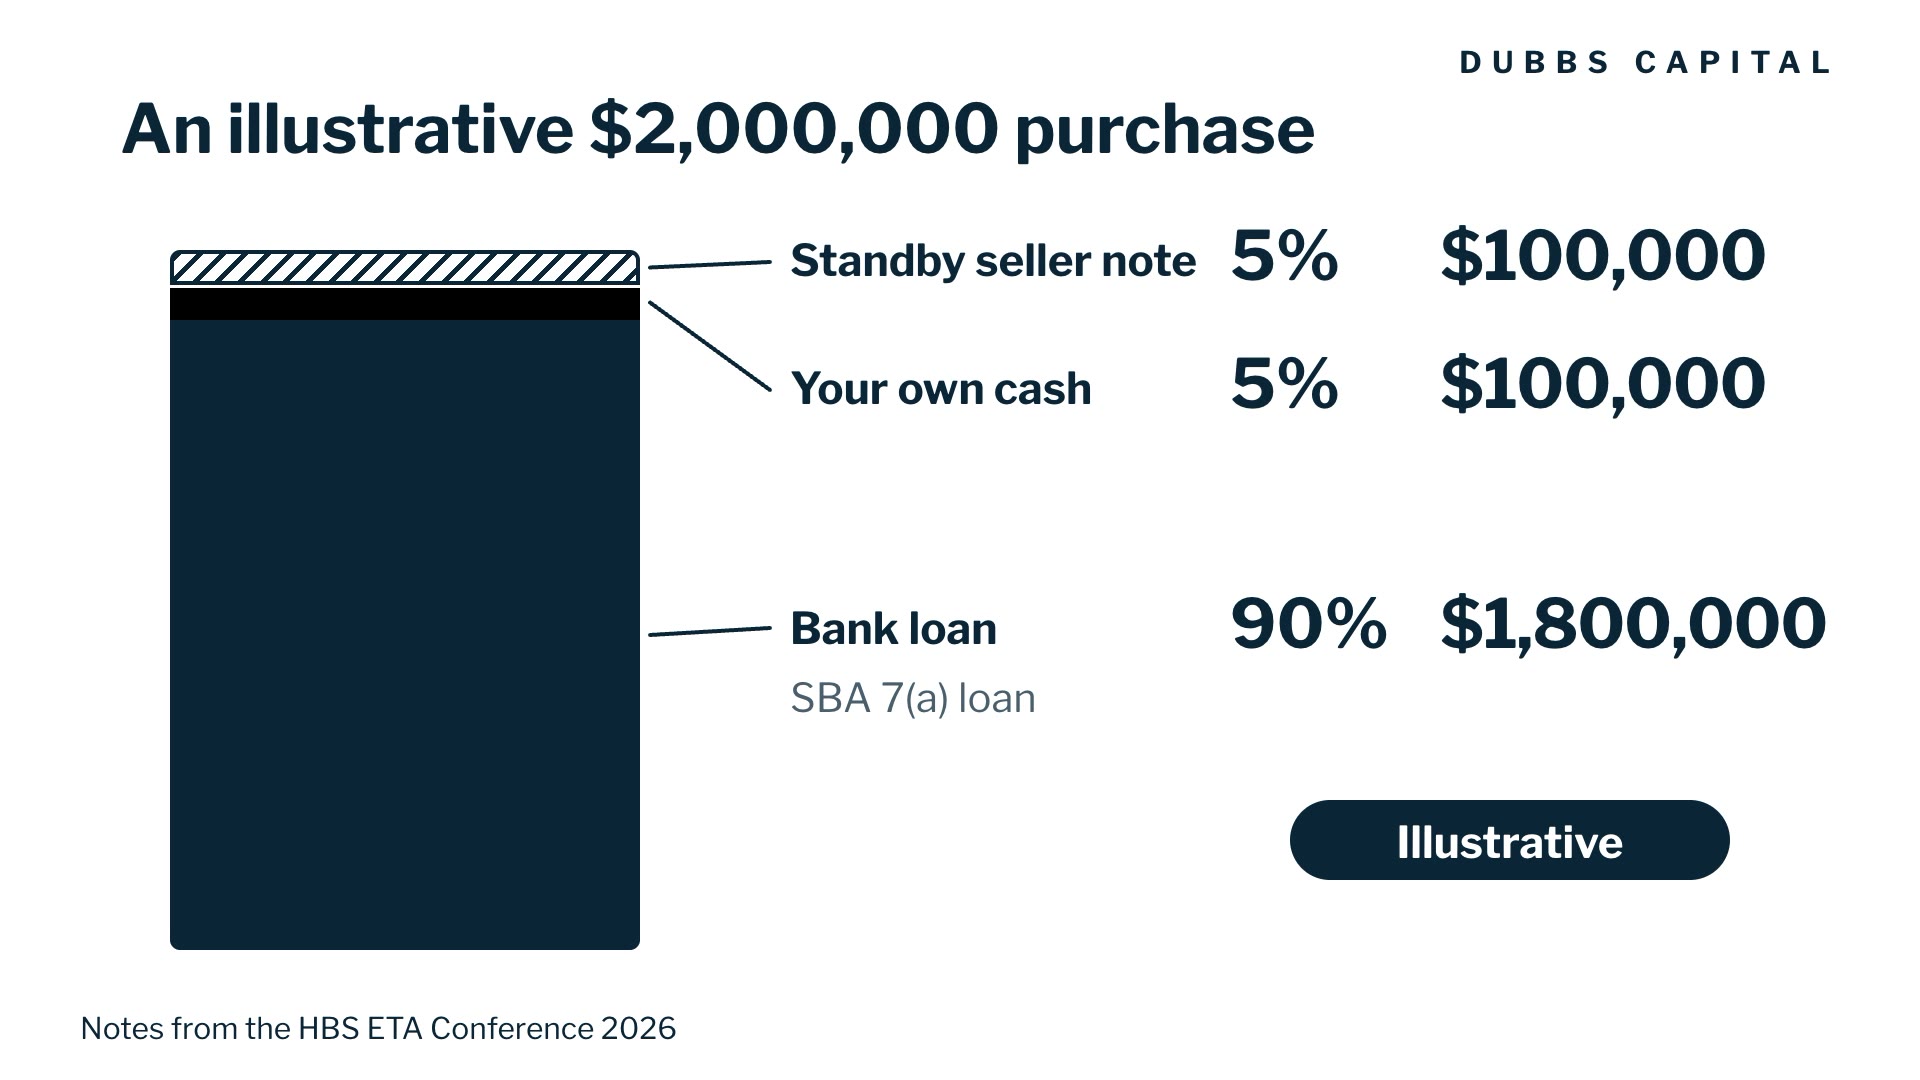 DUBBS CAPITAL
An illustrative $2,000,000 purchase
Standby seller note 5% $100,000
Your own cash 5% $100,000
Bank loan 90% $1,800,000
SBA 7(a) loan
Illustrative
Notes from the HBS ETA Conference 2026